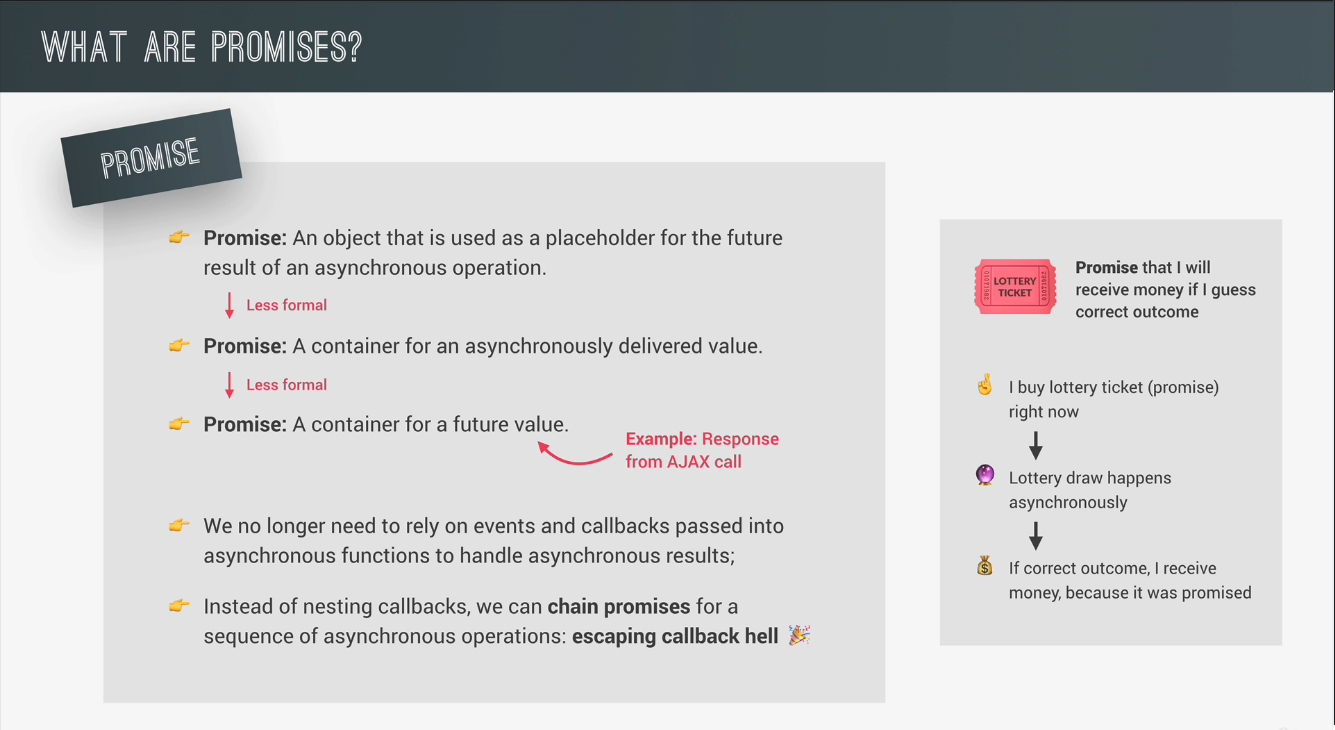 WHAT ARE PROMISES?
PROMISE
👉 Promise: An object that is used as a placeholder for the future
result of an asynchronous operation.
Less formal
👉 Promise: A container for an asynchronously delivered value.
Less formal
👉 Promise: A container for a future value.
Example: Response
from AJAX call
👉 We no longer need to rely on events and callbacks passed into
asynchronous functions to handle asynchronous results;
👉 Instead of nesting callbacks, we can chain promises for a
sequence of asynchronous operations: escaping callback hell 🎉
LOTTERY
TICKET
Promise that I will
receive money if I guess
correct outcome
🤞 I buy lottery ticket (promise)
right now
🔮 Lottery draw happens
asynchronously
💰 If correct outcome, I receive
money, because it was promised